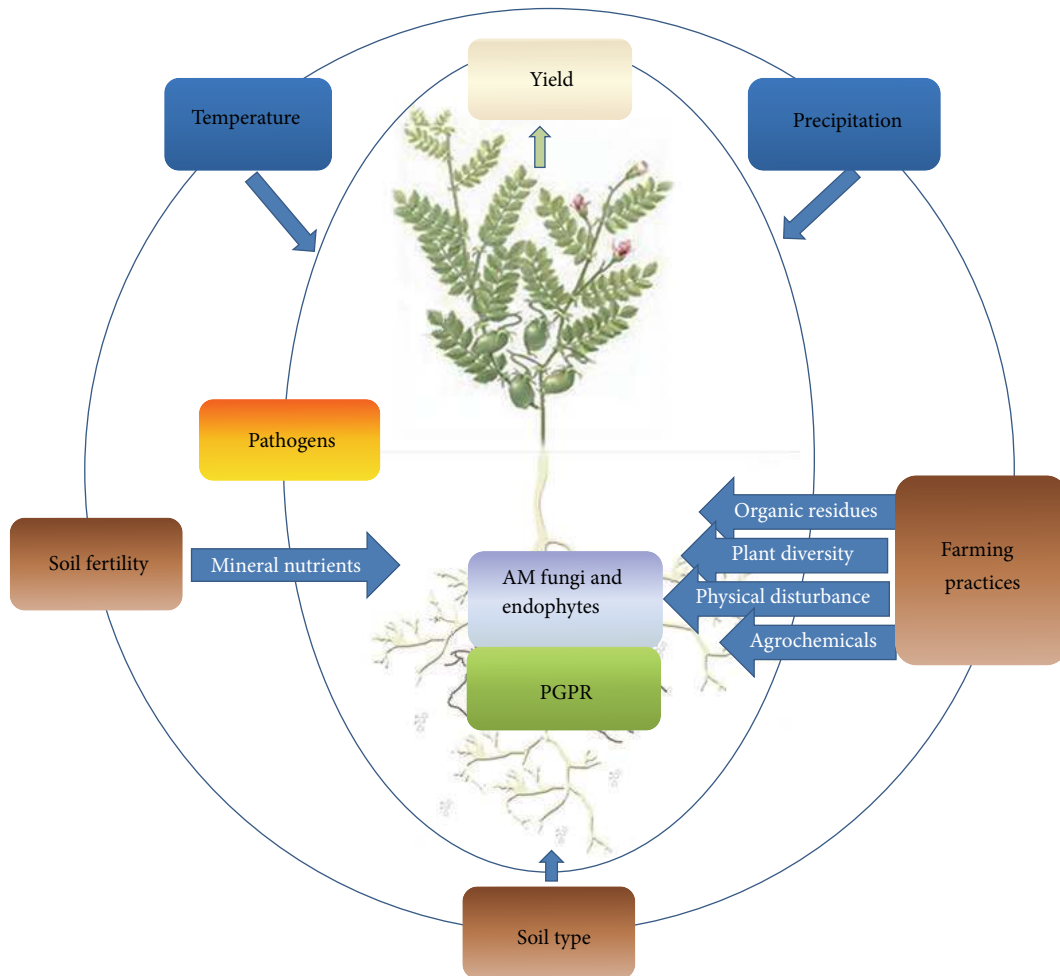 Yield
Temperature
Precipitation
Pathogens
Organic residues
Soil fertility
Mineral nutrients
Plant diversity
Farming
practices
AM fungi and
endophytes
Physical disturbance
Agrochemicals
PGPR
Soil type